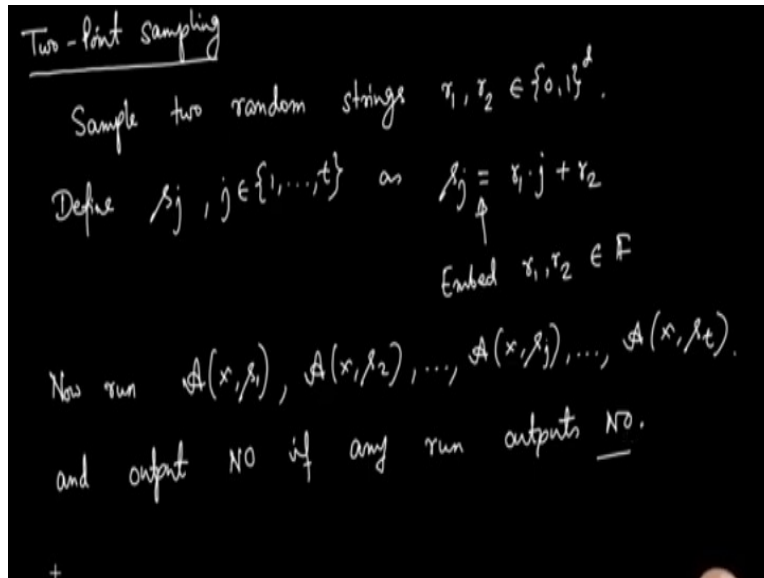 Two-Point Sampling
Sample two random strings r₁, r₂ ∈ {0,1}ᵈ.
Define sj , j ∈ {1,...,t} as sj = r₁·j + r₂
Embed r₁, r₂ ∈ F
Now run A(x,s₁), A(x,s₂),..., A(x,sj),..., A(x,st).
and output NO if any run outputs NO.